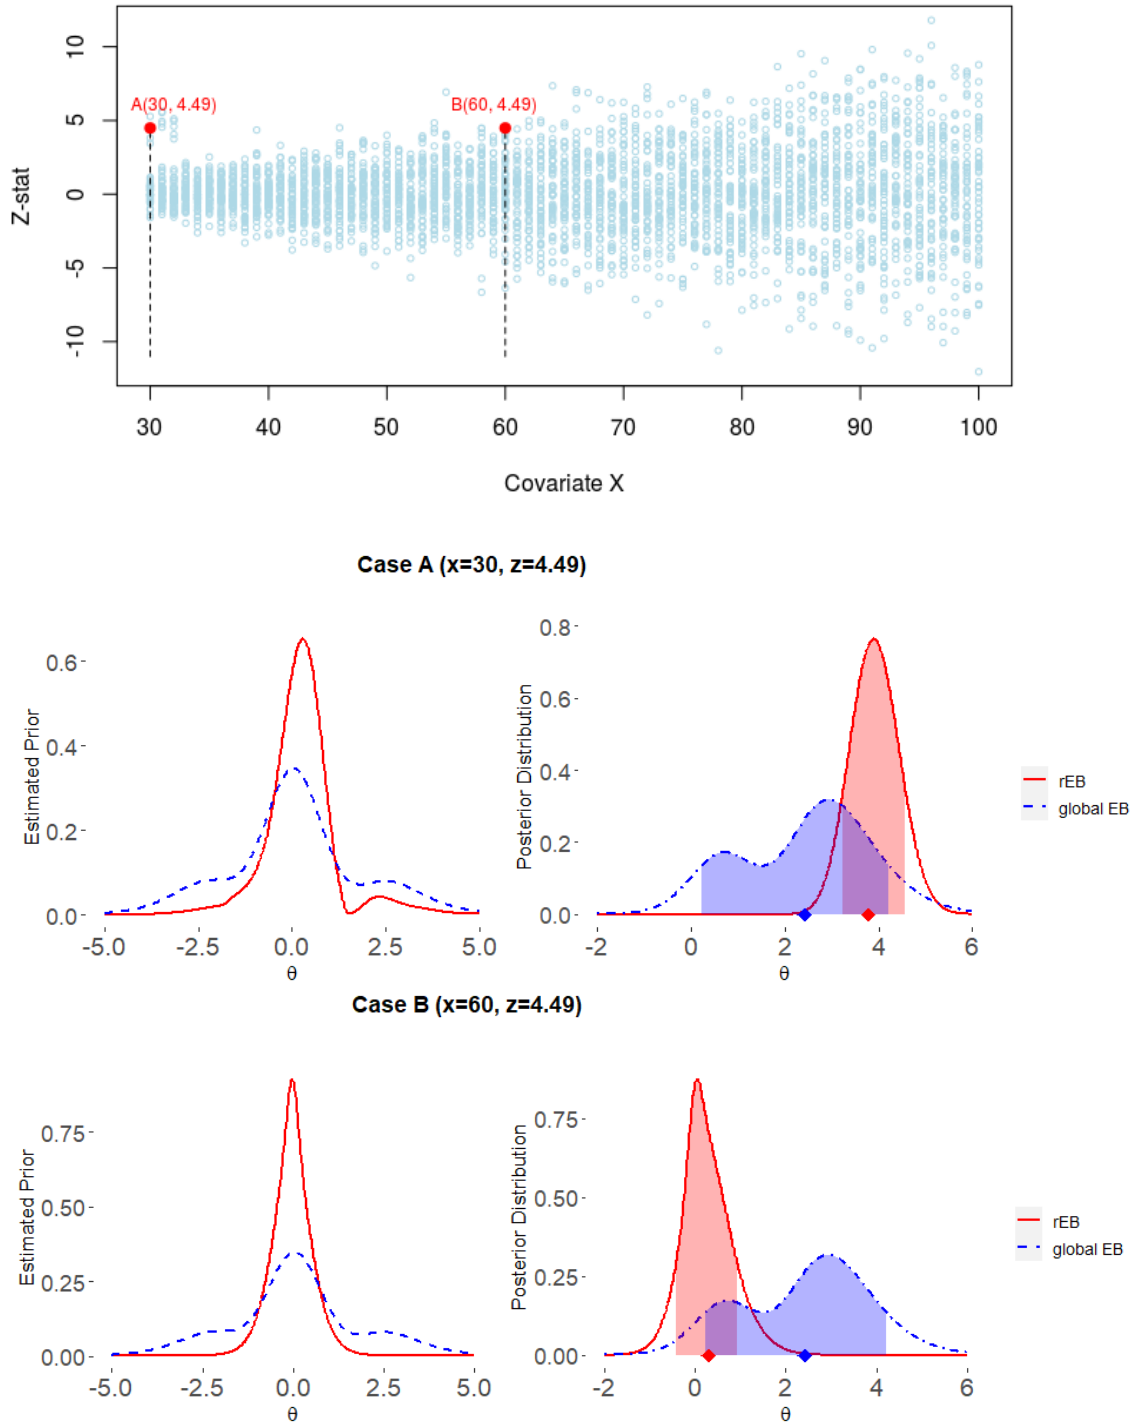 10
5
0
-5
-10
Z-stat
A(30, 4.49)
B(60, 4.49)
30 40 50 60 70 80 90 100
Covariate X
Case A (x=30, z=4.49)
Estimated Prior
0.6
0.4
0.2
0.0
-5.0 -2.5 0.0 2.5 5.0
θ
Posterior Distribution
0.8
0.6
0.4
0.2
0.0
-2 0 2 4 6
θ
rEB
global EB
Case B (x=60, z=4.49)
Estimated Prior
0.75
0.50
0.25
0.00
-5.0 -2.5 0.0 2.5 5.0
θ
Posterior Distribution
0.75
0.50
0.25
0.00
-2 0 2 4 6
θ
rEB
global EB